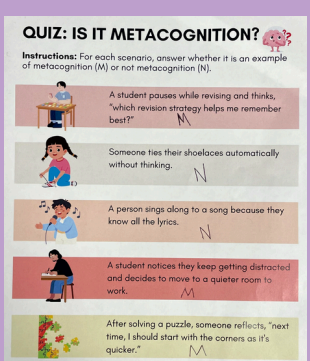 QUIZ: IS IT METACOGNITION?
Instructions: For each scenario, answer whether it is an example
of metacognition (M) or not metacognition (N).
A student pauses while revising and thinks,
"which revision strategy helps me remember
best?"
M
Someone ties their shoelaces automatically
without thinking.
N
A person sings along to a song because they
know all the lyrics.
N
A student notices they keep getting distracted
and decides to move to a quieter room to
work.
M
After solving a puzzle, someone reflects, "next
time, I should start with the corners as it's
quicker."
M